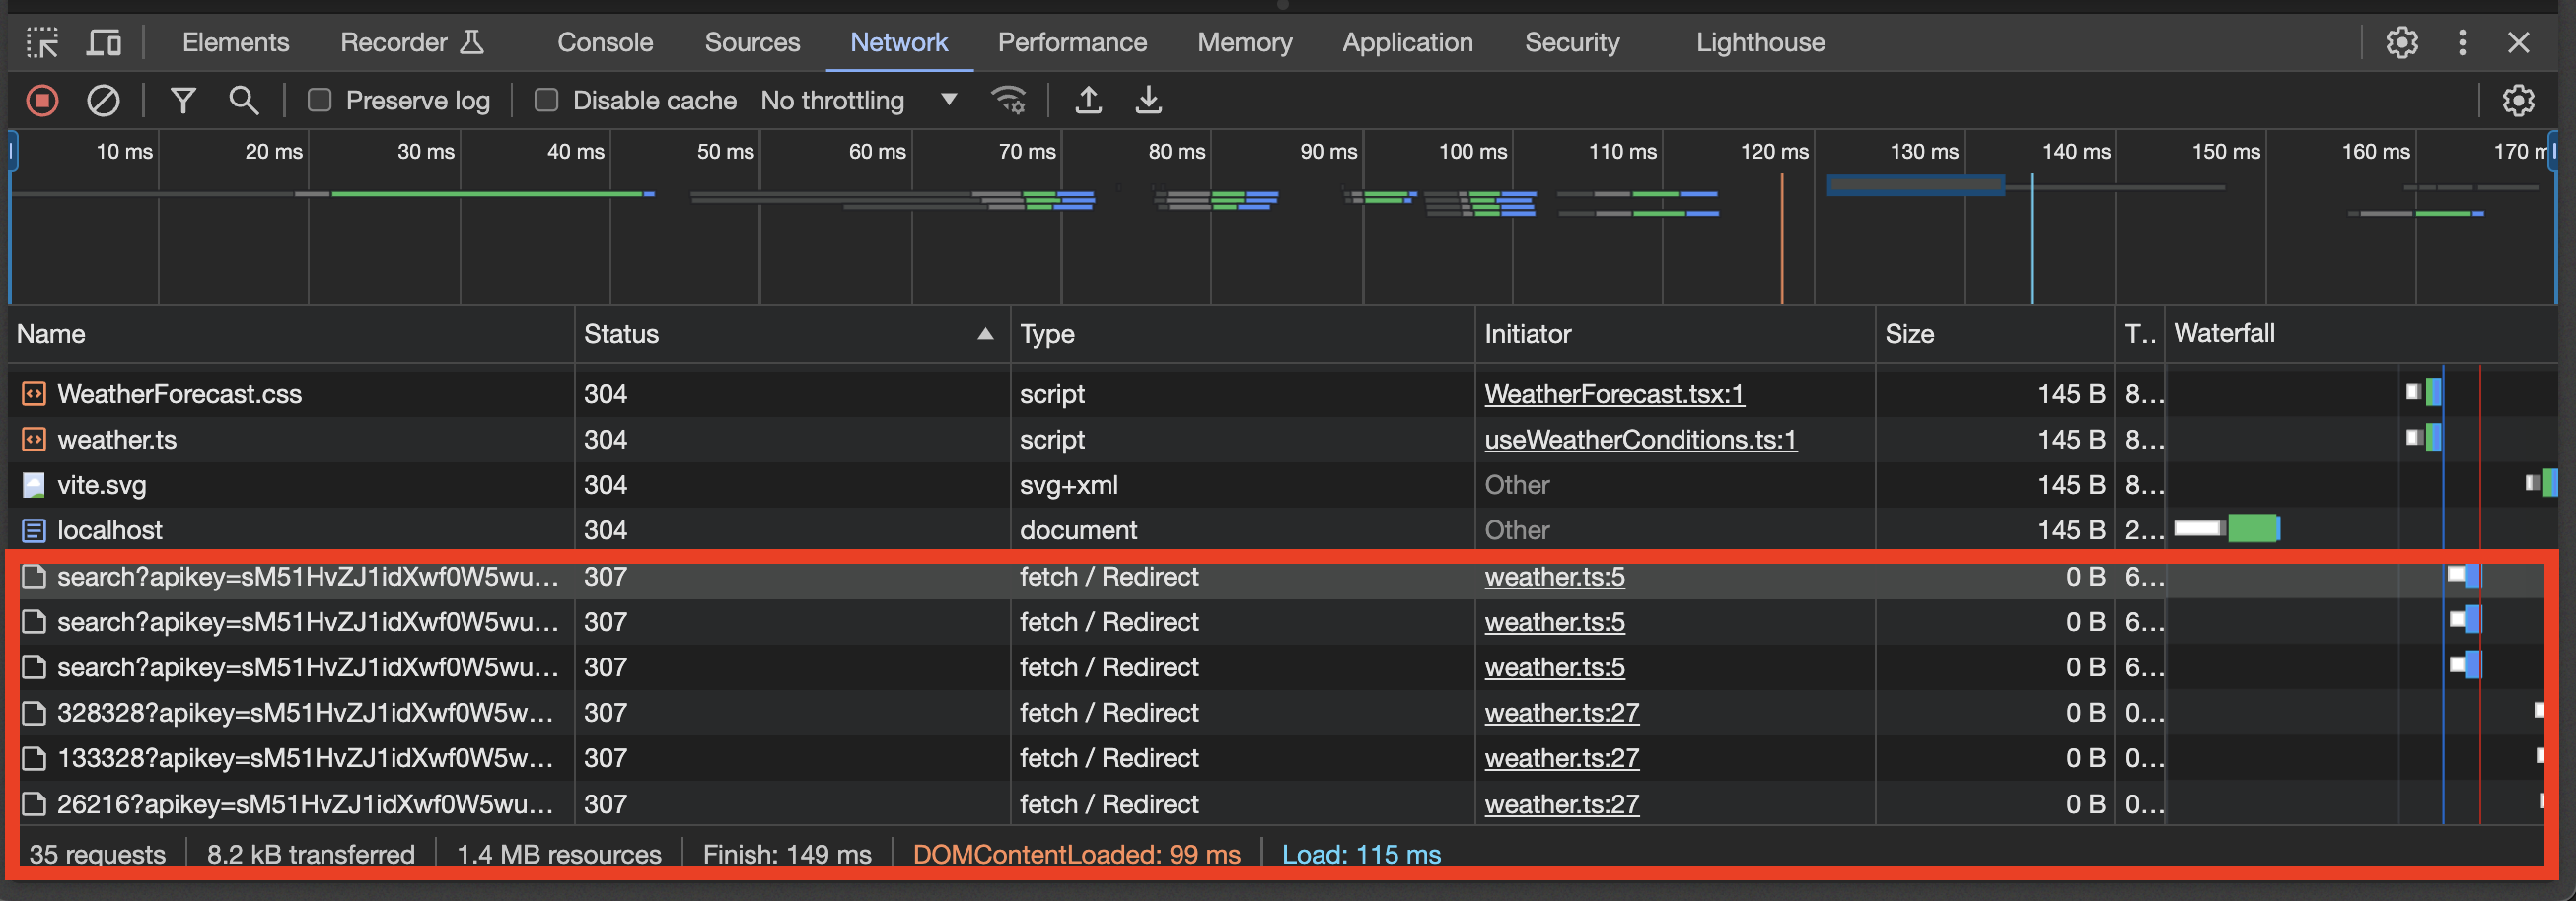 Elements Recorder Console Sources Network Performance Memory Application Security Lighthouse
Preserve log Disable cache No throttling
10 ms 20 ms 30 ms 40 ms 50 ms 60 ms 70 ms 80 ms 90 ms 100 ms 110 ms 120 ms 130 ms 140 ms 150 ms 160 ms 170 m
Name Status Type Initiator Size T.. Waterfall
WeatherForecast.css 304 script WeatherForecast.tsx:1 145 B 8...
weather.ts 304 script useWeatherConditions.ts:1 145 B 8...
vite.svg 304 svg+xml Other 145 B 8...
localhost 304 document Other 145 B 2...
search?apikey=sM51HvZJ1idXwf0W5wu... 307 fetch / Redirect weather.ts:5 0 B 6...
search?apikey=sM51HvZJ1idXwf0W5wu... 307 fetch / Redirect weather.ts:5 0 B 6...
search?apikey=sM51HvZJ1idXwf0W5wu... 307 fetch / Redirect weather.ts:5 0 B 6...
328328?apikey=sM51HvZJ1idXwf0W5w... 307 fetch / Redirect weather.ts:27 0 B 0...
133328?apikey=sM51HvZJ1idXwf0W5w... 307 fetch / Redirect weather.ts:27 0 B 0...
26216?apikey=sM51HvZJ1idXwf0W5wu... 307 fetch / Redirect weather.ts:27 0 B 0...
35 requests 8.2 kB transferred 1.4 MB resources Finish: 149 ms DOMContentLoaded: 99 ms Load: 115 ms